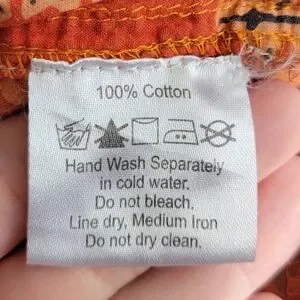 100% Cotton
Hand Wash Separately
in cold water.
Do not bleach.
Line dry, Medium Iron
Do not dry clean.